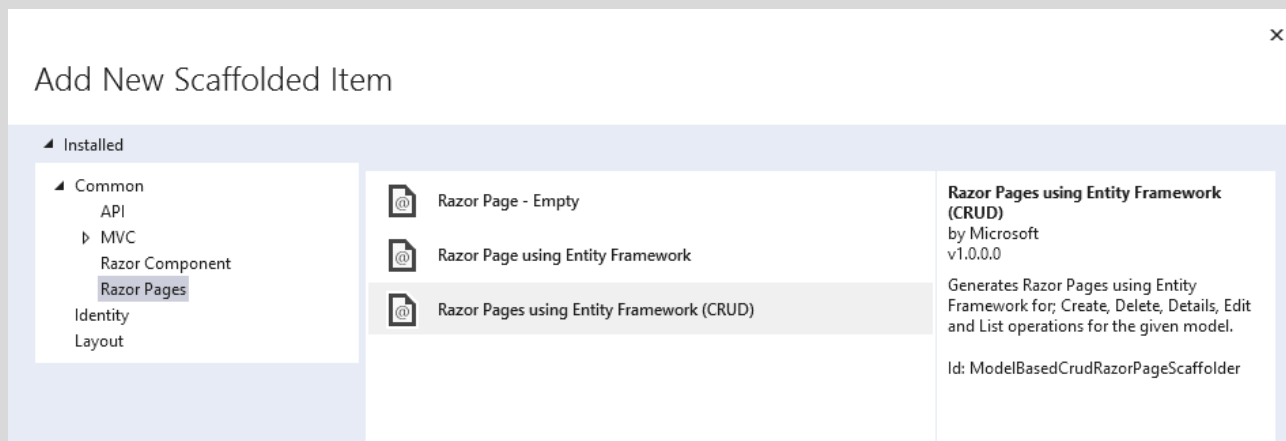 Add New Scaffolded Item
Installed
Common
API
MVC
Razor Component
Razor Pages
Identity
Layout
Razor Page - Empty
Razor Page using Entity Framework
Razor Pages using Entity Framework (CRUD)
Razor Pages using Entity Framework
(CRUD)
by Microsoft
v1.0.0.0
Generates Razor Pages using Entity
Framework for; Create, Delete, Details, Edit
and List operations for the given model.
Id: ModelBasedCrudRazorPageScaffolder